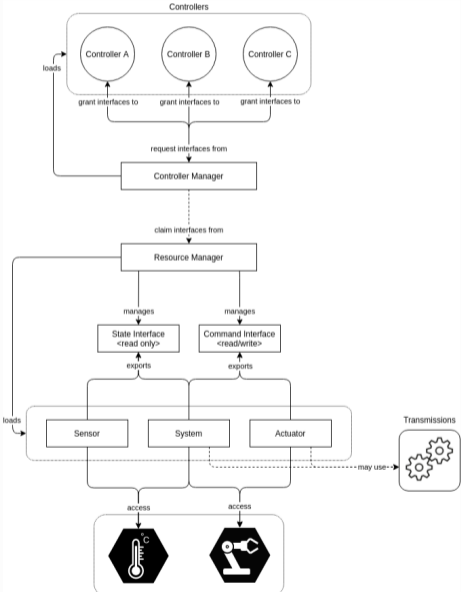 Controllers
Controller A
Controller B
Controller C
loads
grant interfaces to
grant interfaces to
grant interfaces to
request interfaces from
Controller Manager
claim interfaces from
Resource Manager
manages
manages
State Interface
<read only>
Command Interface
<read/write>
exports
exports
loads
Sensor
System
Actuator
Transmissions
may use
access
access
°C